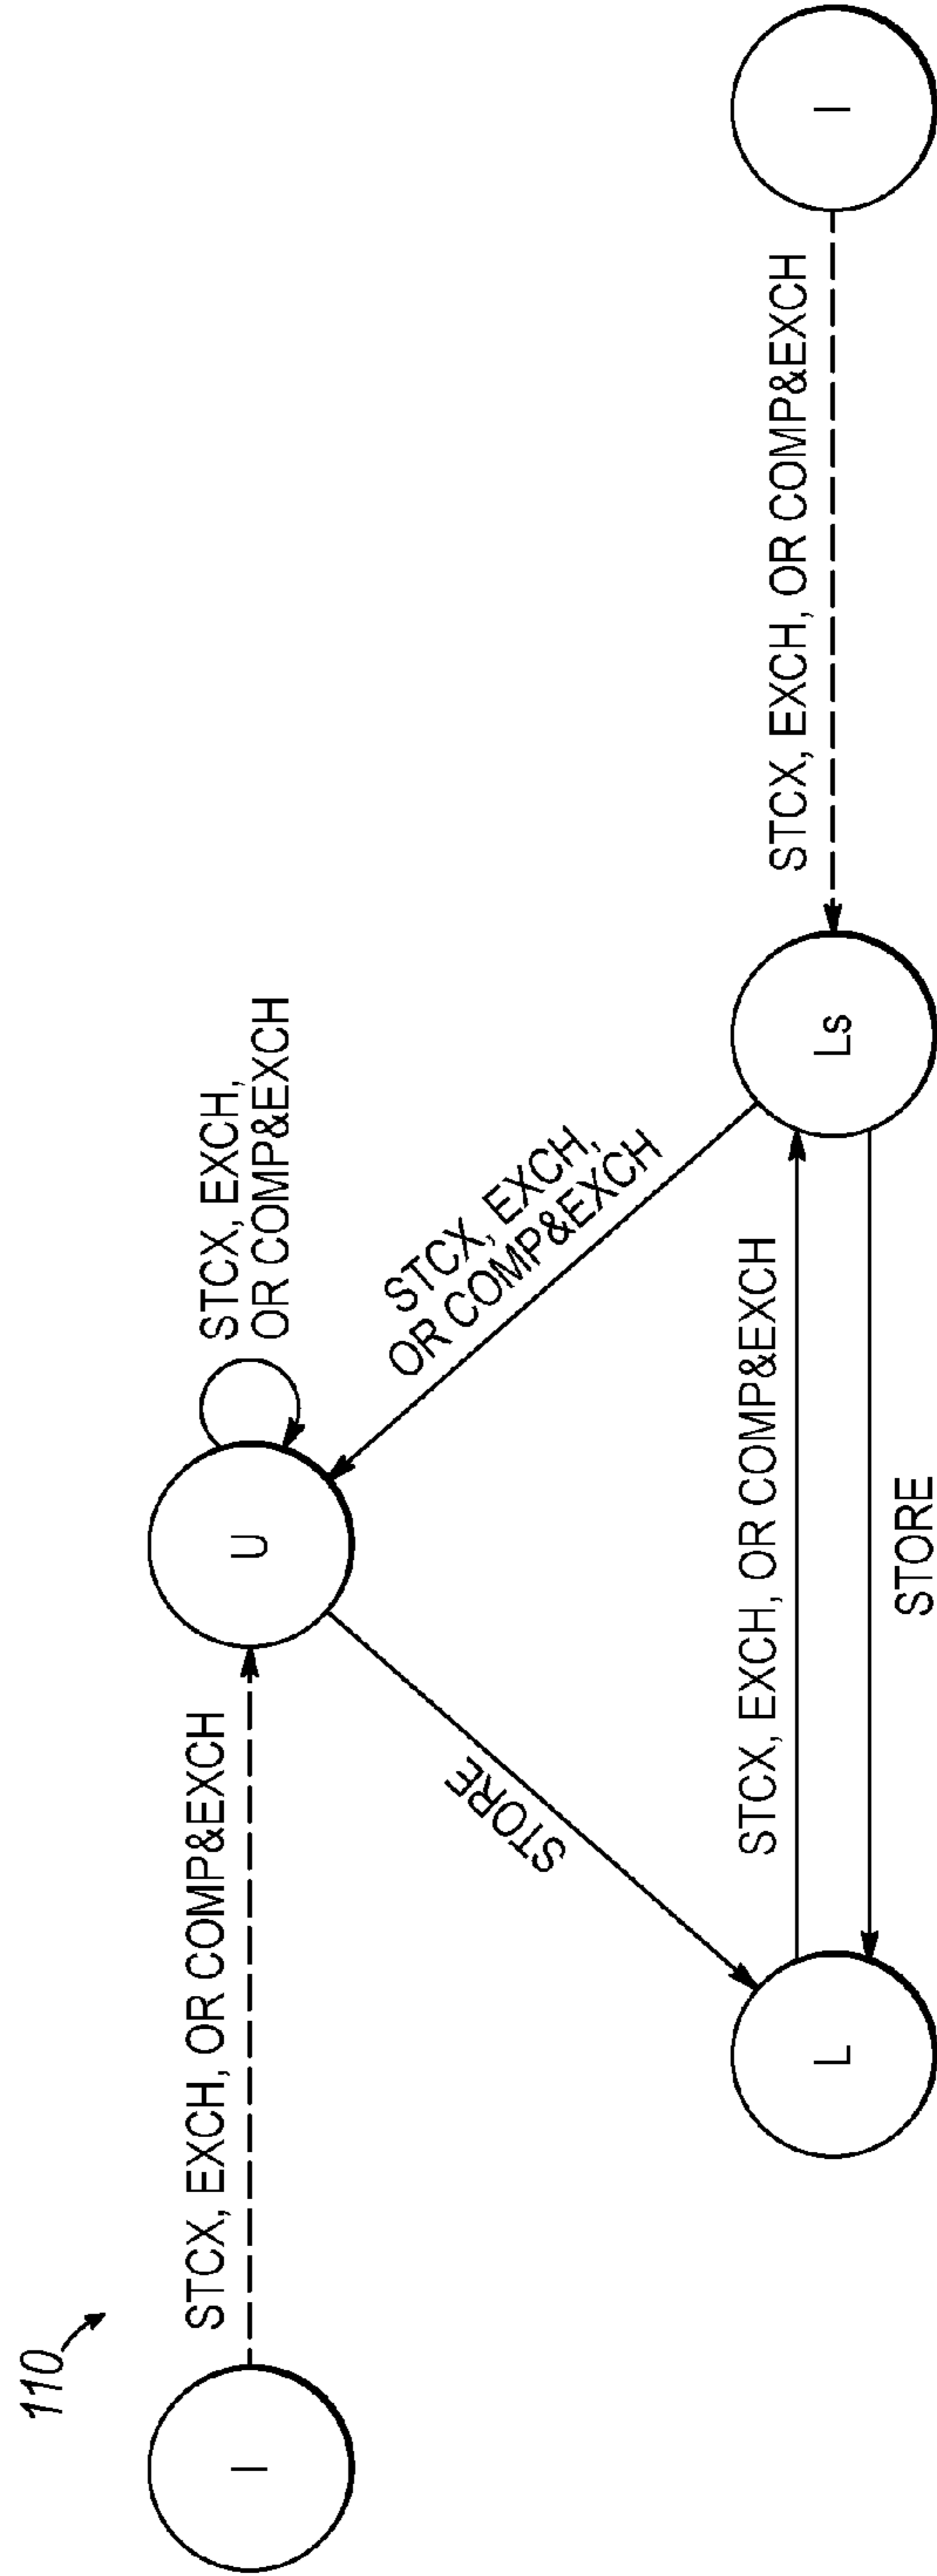 110
I
STCX, EXCH, OR COMP&EXCH
U
STCX, EXCH,
OR COMP&EXCH
STORE
STCX, EXCH,
OR COMP&EXCH
L
STCX, EXCH, OR COMP&EXCH
STORE
Ls
STCX, EXCH, OR COMP&EXCH
I